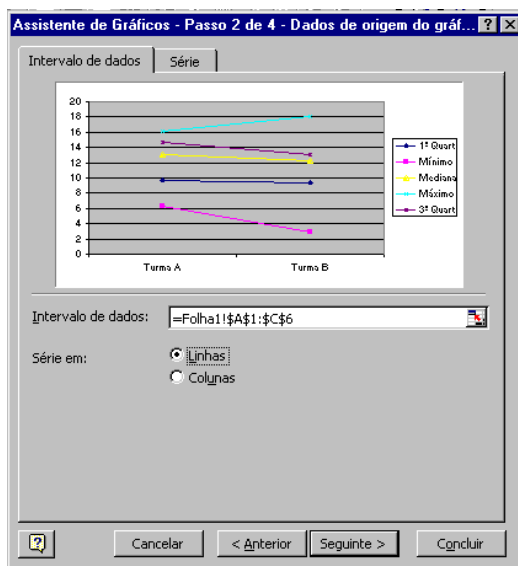 Assistente de Gráficos - Passo 2 de 4 - Dados de origem do gráf... ? X
Intervalo de dados Série
20
18
16
14
12
10
8
6
4
2
0
Turma A Turma B
1º Quart
Mínimo
Mediana
Máximo
3º Quart
Intervalo de dados: =Folha1!$A$1:$C$6
Série em: Linhas
Colunas
? Cancelar < Anterior Seguinte > Concluir